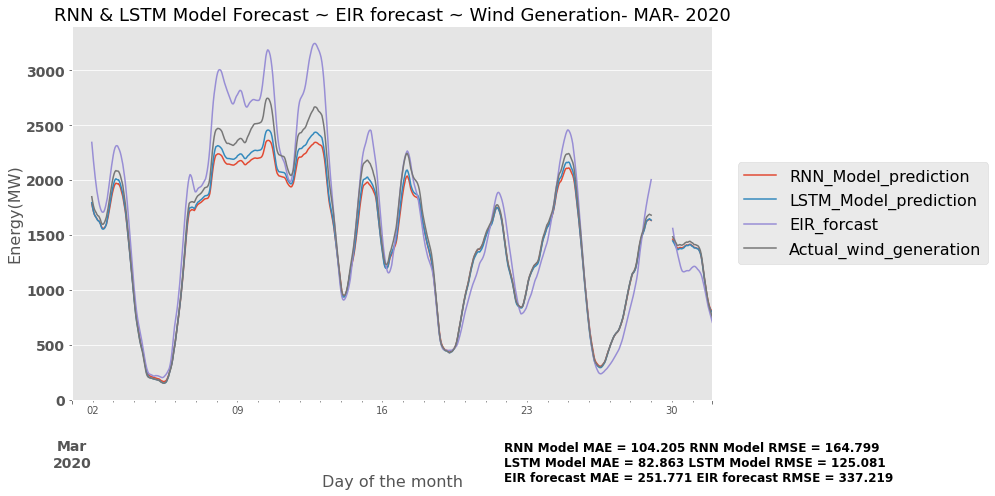 RNN & LSTM Model Forecast ~ EIR forecast ~ Wind Generation- MAR- 2020
Energy(MW)
3000
2500
2000
1500
1000
500
0
02
09
16
23
30
Mar
2020
Day of the month
RNN_Model_prediction
LSTM_Model_prediction
EIR_forcast
Actual_wind_generation
RNN Model MAE = 104.205 RNN Model RMSE = 164.799
LSTM Model MAE = 82.863 LSTM Model RMSE = 125.081
EIR forecast MAE = 251.771 EIR forecast RMSE = 337.219